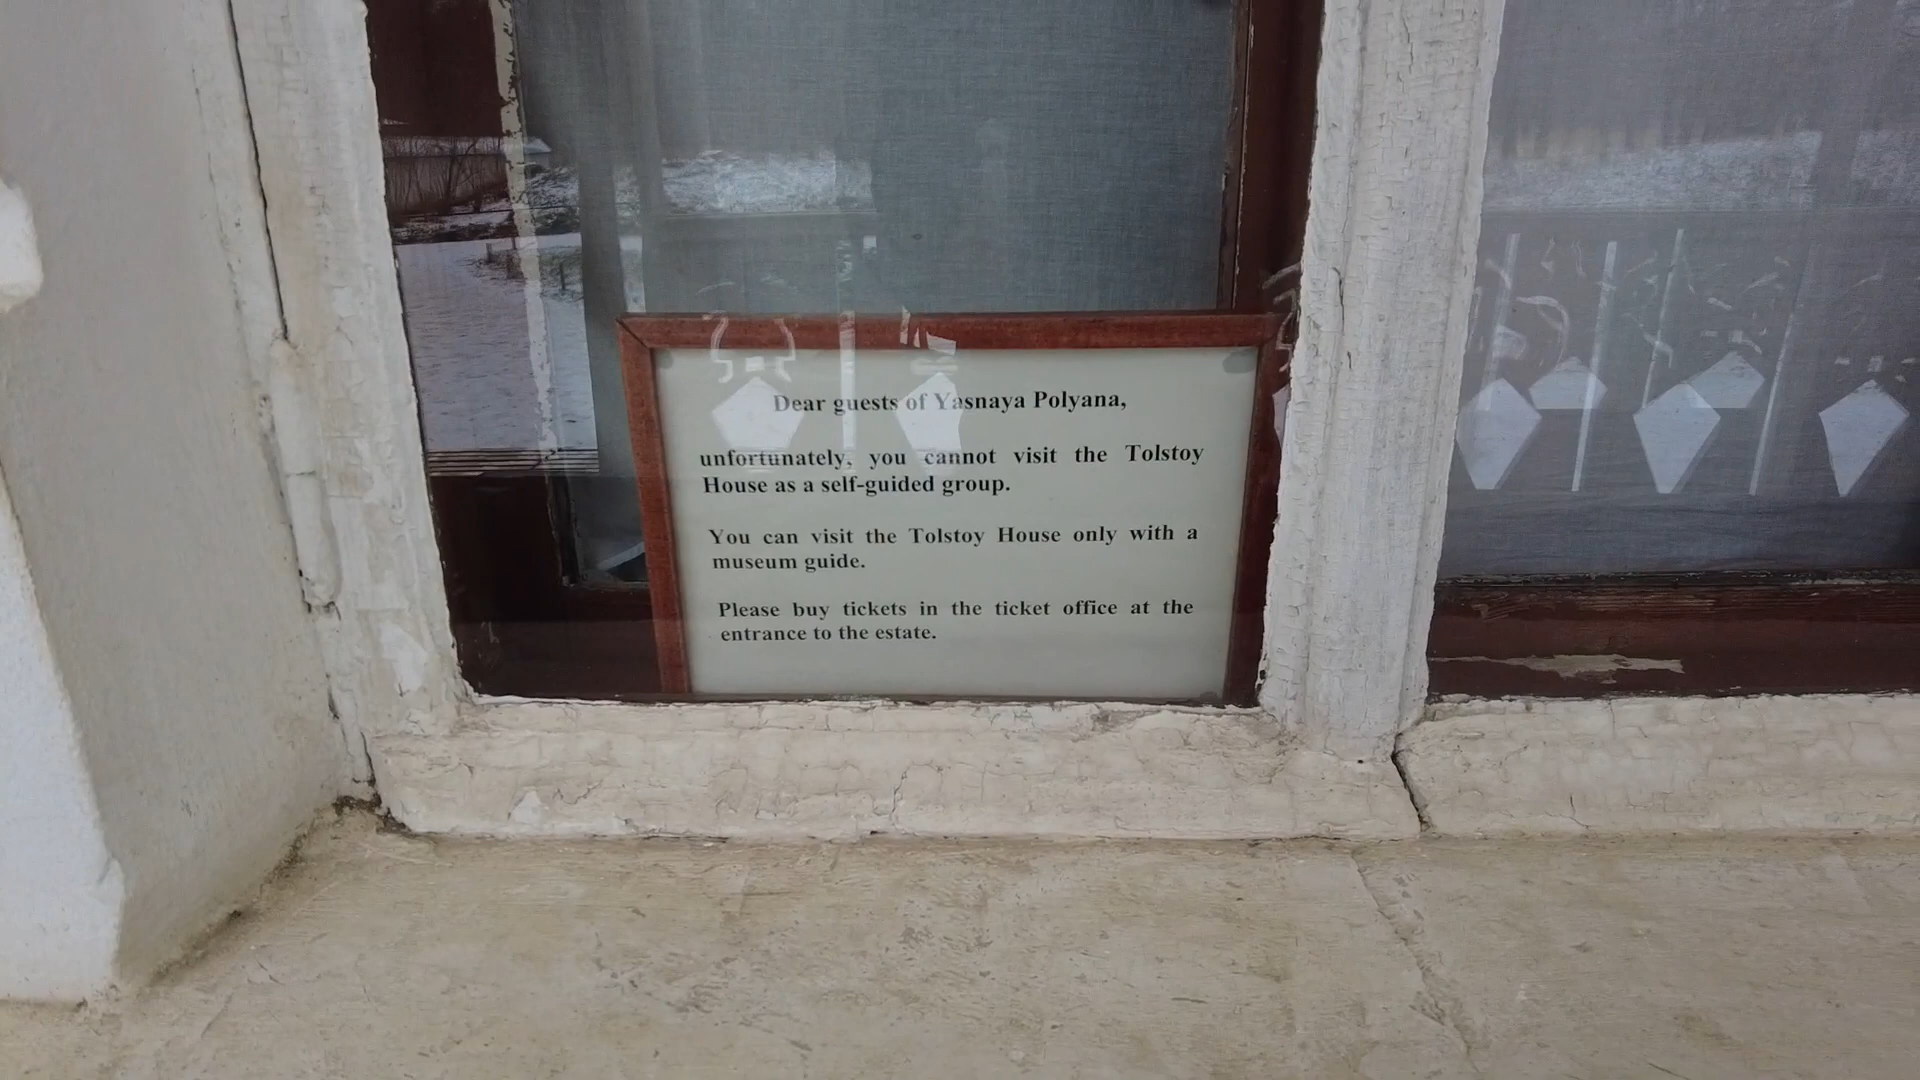 Dear guests of Yasnaya Polyana,
unfortunately, you cannot visit the Tolstoy
House as a self-guided group.
You can visit the Tolstoy House only with a
museum guide.
Please buy tickets in the ticket office at the
entrance to the estate.